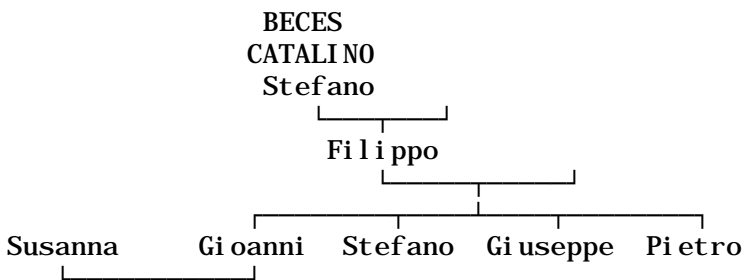 BECES
CATALINO
Stefano
Filippo
Susanna Gioanni Stefano Giuseppe Pietro